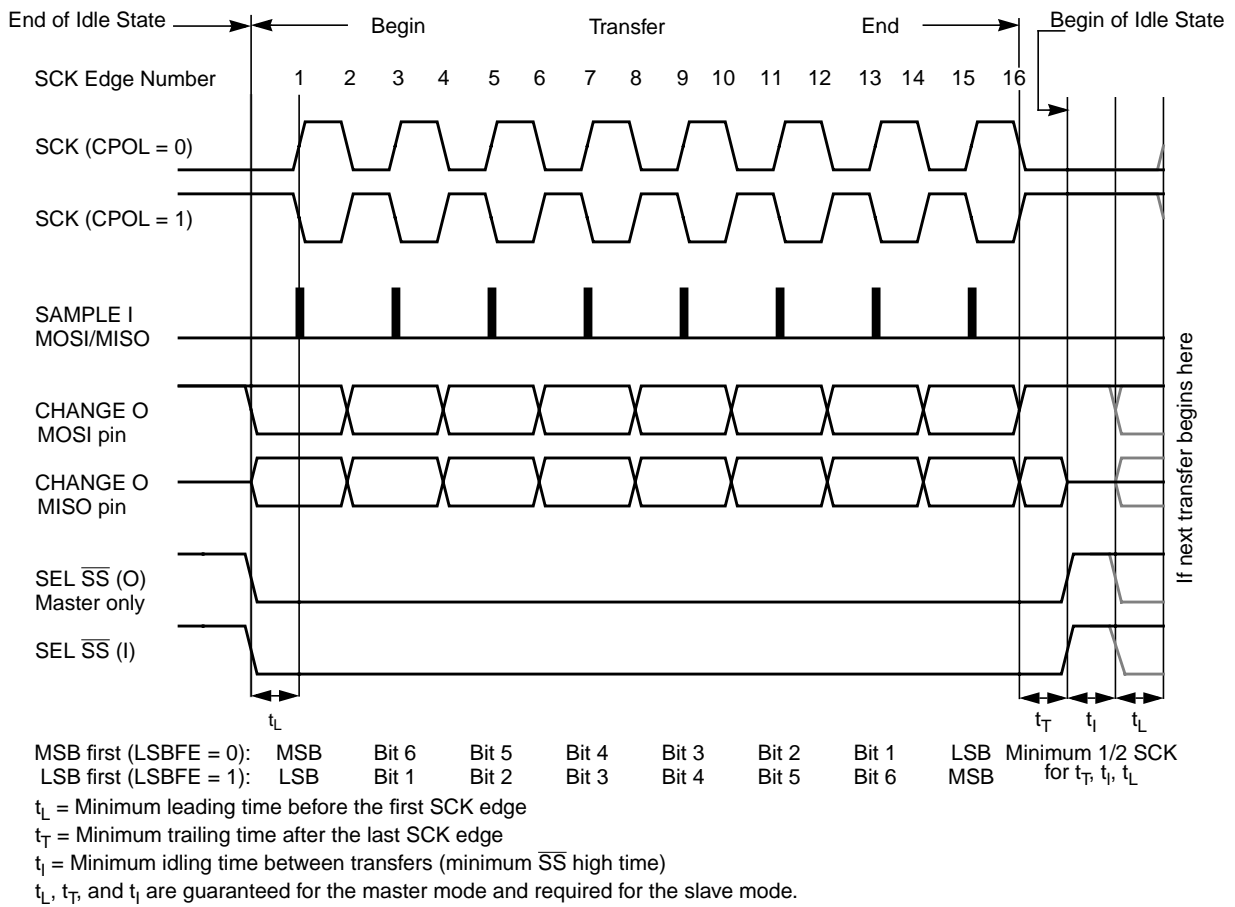 End of Idle State
Begin
Transfer
End
Begin of Idle State
SCK Edge Number
1 2 3 4 5 6 7 8 9 10 11 12 13 14 15 16
SCK (CPOL = 0)
SCK (CPOL = 1)
SAMPLE I
MOSI/MISO
CHANGE O
MOSI pin
CHANGE O
MISO pin
SEL S̅S̅ (O)
Master only
SEL S̅S̅ (I)
If next transfer begins here
tL
tT tI tL
MSB first (LSBFE = 0): MSB Bit 6 Bit 5 Bit 4 Bit 3 Bit 2 Bit 1 LSB
LSB first (LSBFE = 1): LSB Bit 1 Bit 2 Bit 3 Bit 4 Bit 5 Bit 6 MSB
Minimum 1/2 SCK
for tT, tI, tL
tL = Minimum leading time before the first SCK edge
tT = Minimum trailing time after the last SCK edge
tI = Minimum idling time between transfers (minimum S̅S̅ high time)
tL, tT, and tI are guaranteed for the master mode and required for the slave mode.